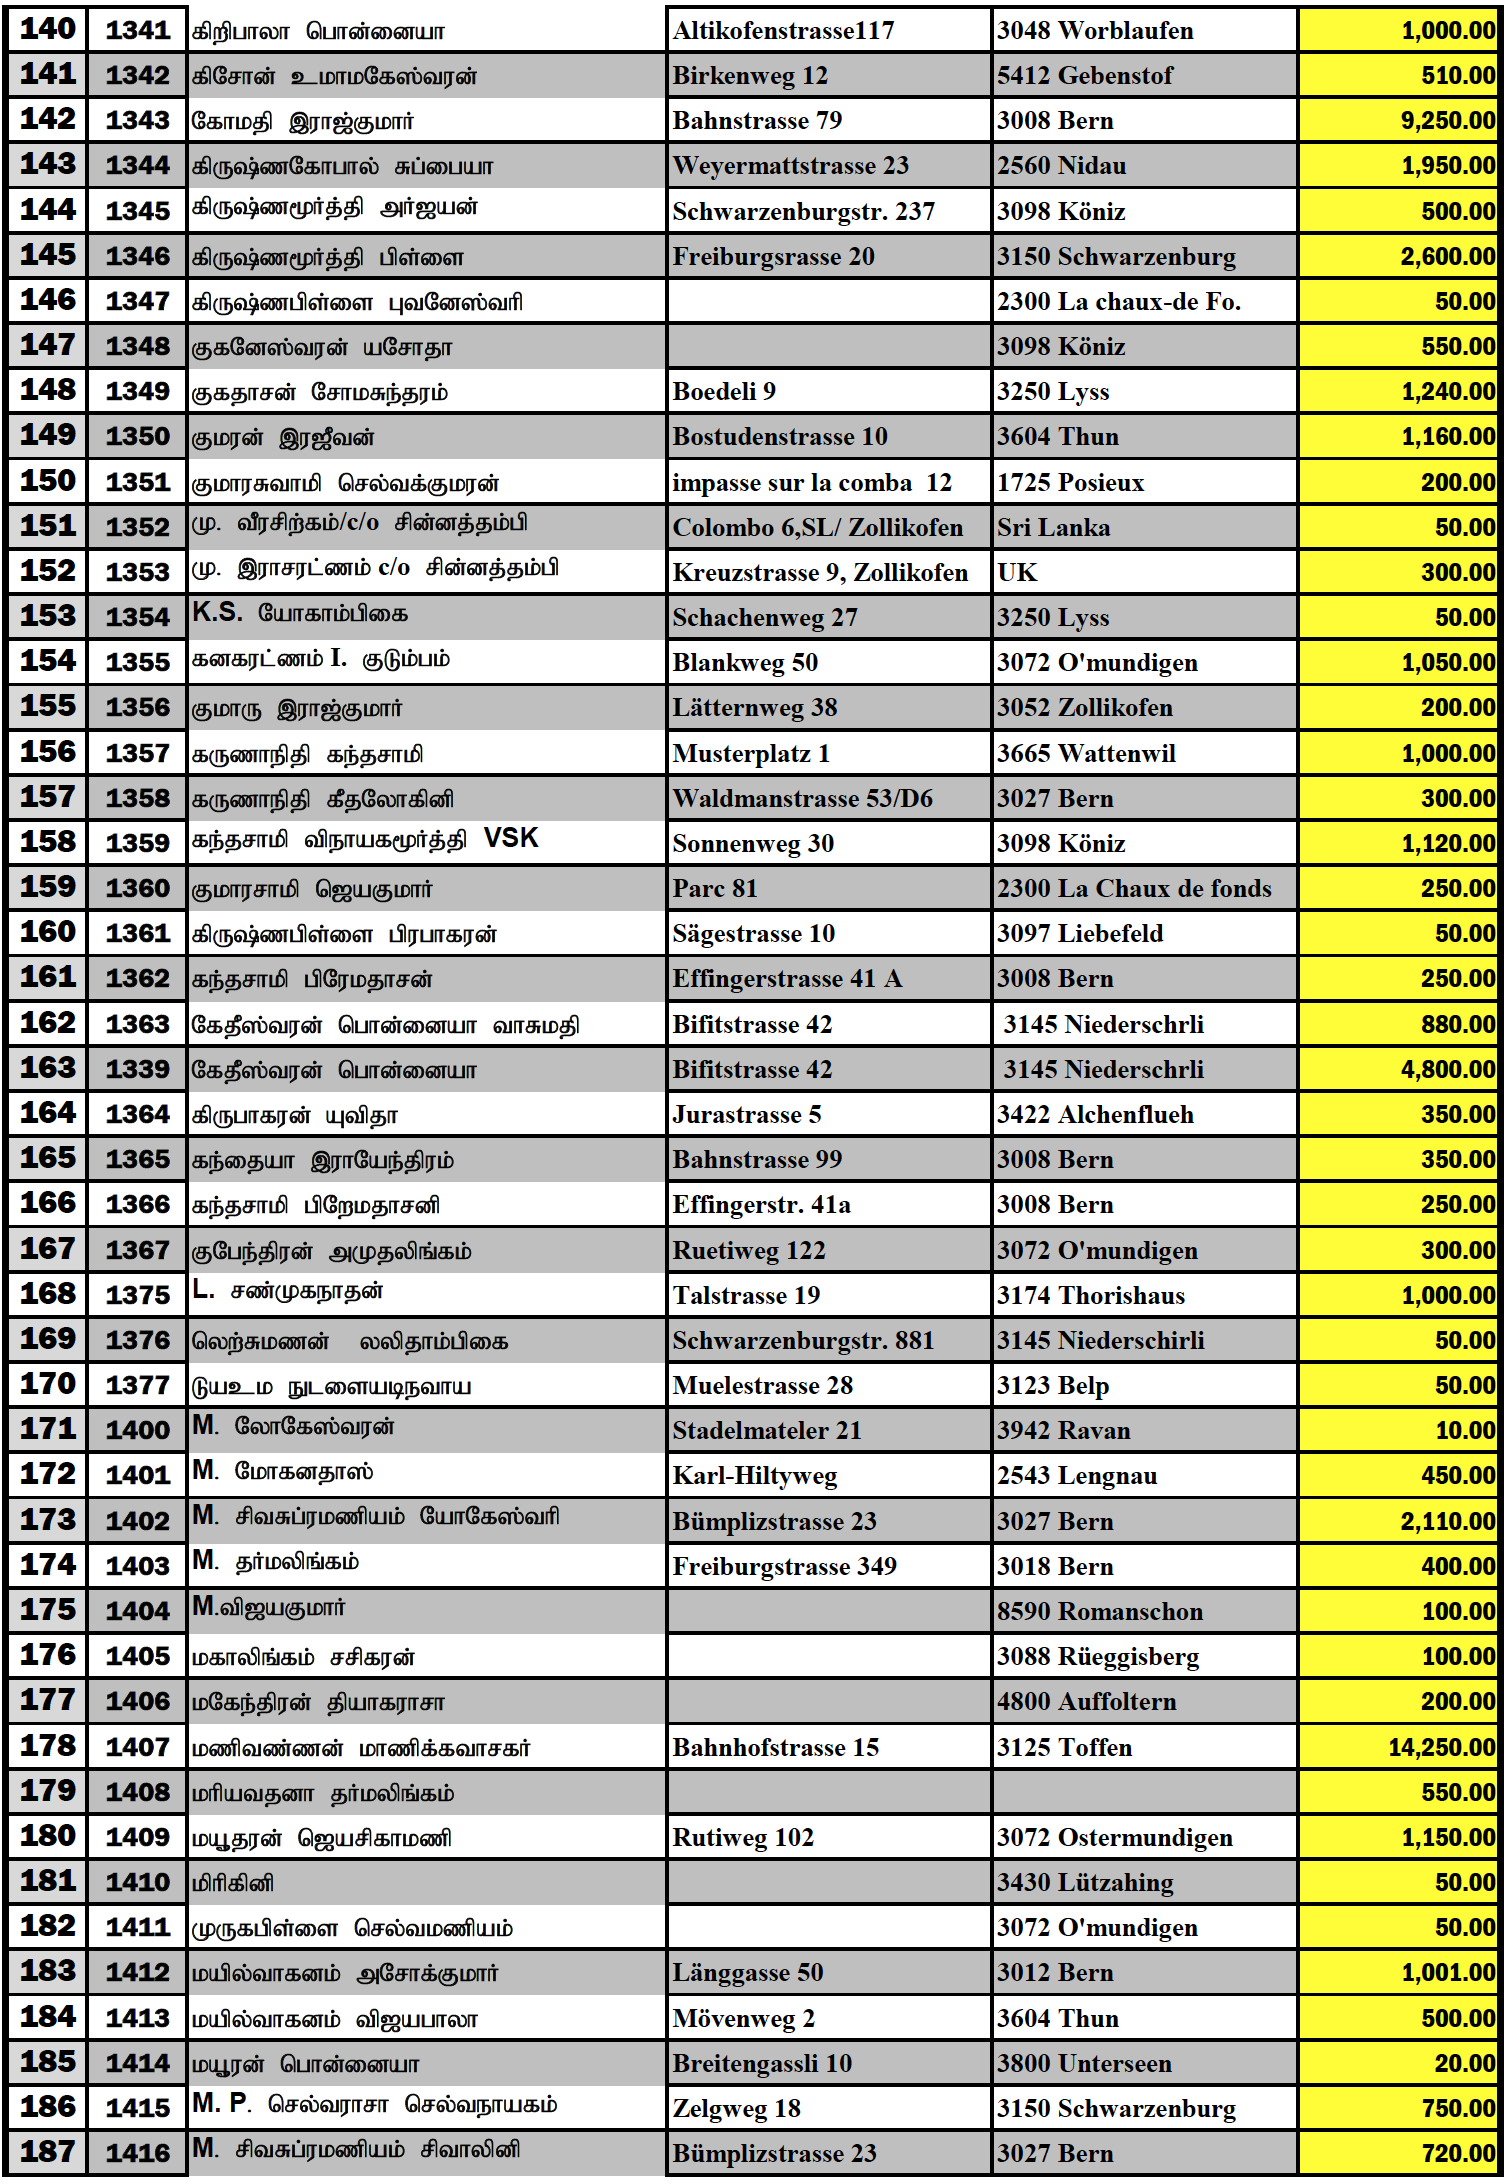 140 1341 கிறிபாலா பொன்னையா Altikofenstrasse117 3048 Worblaufen 1,000.00
141 1342 கிசோன் உமாமகேஸ்வரன் Birkenweg 12 5412 Gebenstof 510.00
142 1343 கோமதி இராஜ்குமார் Bahnstrasse 79 3008 Bern 9,250.00
143 1344 கிருஷ்ணகோபால் சுப்பையா Weyermattstrasse 23 2560 Nidau 1,950.00
144 1345 கிருஷ்ணமூர்த்தி அர்ஜயன் Schwarzenburgstr. 237 3098 Köniz 500.00
145 1346 கிருஷ்ணமூர்த்தி பிள்ளை Freiburgsrasse 20 3150 Schwarzenburg 2,600.00
146 1347 கிருஷ்ணபிள்ளை புவனேஸ்வரி 2300 La chaux-de Fo. 50.00
147 1348 குகனேஸ்வரன் யசோதா 3098 Köniz 550.00
148 1349 குகதாசன் சோமசுந்தரம் Boedeli 9 3250 Lyss 1,240.00
149 1350 குமரன் இரஜீவன் Bostudenstrasse 10 3604 Thun 1,160.00
150 1351 குமாரசுவாமி செல்வக்குமரன் impasse sur la comba 12 1725 Posieux 200.00
151 1352 மு. வீரசிற்கம்/c/o சின்னத்தம்பி Colombo 6,SL/ Zollikofen Sri Lanka 50.00
152 1353 மு. இராசரட்ணம் c/o சின்னத்தம்பி Kreuzstrasse 9, Zollikofen UK 300.00
153 1354 K.S. யோகாம்பிகை Schachenweg 27 3250 Lyss 50.00
154 1355 கனகரட்ணம் I. குடும்பம் Blankweg 50 3072 O'mundigen 1,050.00
155 1356 குமாரு இராஜ்குமார் Lätternweg 38 3052 Zollikofen 200.00
156 1357 கருணாநிதி கந்தசாமி Musterplatz 1 3665 Wattenwil 1,000.00
157 1358 கருணாநிதி கீதலோகினி Waldmanstrasse 53/D6 3027 Bern 300.00
158 1359 கந்தசாமி விநாயகமூர்த்தி VSK Sonnenweg 30 3098 Köniz 1,120.00
159 1360 குமாரசாமி ஜெயகுமார் Parc 81 2300 La Chaux de fonds 250.00
160 1361 கிருஷ்ணபிள்ளை பிரபாகரன் Sägestrasse 10 3097 Liebefeld 50.00
161 1362 கந்தசாமி பிரேமதாசன் Effingerstrasse 41 A 3008 Bern 250.00
162 1363 கேதீஸ்வரன் பொன்னையா வாசுமதி Bifitstrasse 42 3145 Niederschrli 880.00
163 1339 கேதீஸ்வரன் பொன்னையா Bifitstrasse 42 3145 Niederschrli 4,800.00
164 1364 கிருபாகரன் யுவிதா Jurastrasse 5 3422 Alchenflueh 350.00
165 1365 கந்தையா இராயேந்திரம் Bahnstrasse 99 3008 Bern 350.00
166 1366 கந்தசாமி பிறேமதாசனி Effingerstr. 41a 3008 Bern 250.00
167 1367 குபேந்திரன் அமுதலிங்கம் Ruetiweg 122 3072 O'mundigen 300.00
168 1375 L. சண்முகநாதன் Talstrasse 19 3174 Thorishaus 1,000.00
169 1376 லெற்சுமணன் லலிதாம்பிகை Schwarzenburgstr. 881 3145 Niederschirli 50.00
170 1377 டுயஉம நுடளையடிநவாய Muelestrasse 28 3123 Belp 50.00
171 1400 M. லோகேஸ்வரன் Stadelmateler 21 3942 Ravan 10.00
172 1401 M. மோகனதாஸ் Karl-Hiltyweg 2543 Lengnau 450.00
173 1402 M. சிவசுப்ரமணியம் யோகேஸ்வரி Bümplizstrasse 23 3027 Bern 2,110.00
174 1403 M. தர்மலிங்கம் Freiburgstrasse 349 3018 Bern 400.00
175 1404 M.விஜயகுமார் 8590 Romanschon 100.00
176 1405 மகாலிங்கம் சசிகரன் 3088 Rüeggisberg 100.00
177 1406 மகேந்திரன் தியாகராசா 4800 Auffoltern 200.00
178 1407 மணிவண்ணன் மாணிக்கவாசகர் Bahnhofstrasse 15 3125 Toffen 14,250.00
179 1408 மரியவதனா தர்மலிங்கம் 550.00
180 1409 மயூதரன் ஜெயசிகாமணி Rutiweg 102 3072 Ostermundigen 1,150.00
181 1410 மிரிகினி 3430 Lützahing 50.00
182 1411 முருகபிள்ளை செல்வமணியம் 3072 O'mundigen 50.00
183 1412 மயில்வாகனம் அசோக்குமார் Länggasse 50 3012 Bern 1,001.00
184 1413 மயில்வாகனம் விஜயபாலா Mövenweg 2 3604 Thun 500.00
185 1414 மயூரன் பொன்னையா Breitengassli 10 3800 Unterseen 20.00
186 1415 M. P. செல்வராசா செல்வநாயகம் Zelgweg 18 3150 Schwarzenburg 750.00
187 1416 M. சிவசுப்ரமணியம் சிவாலினி Bümplizstrasse 23 3027 Bern 720.00